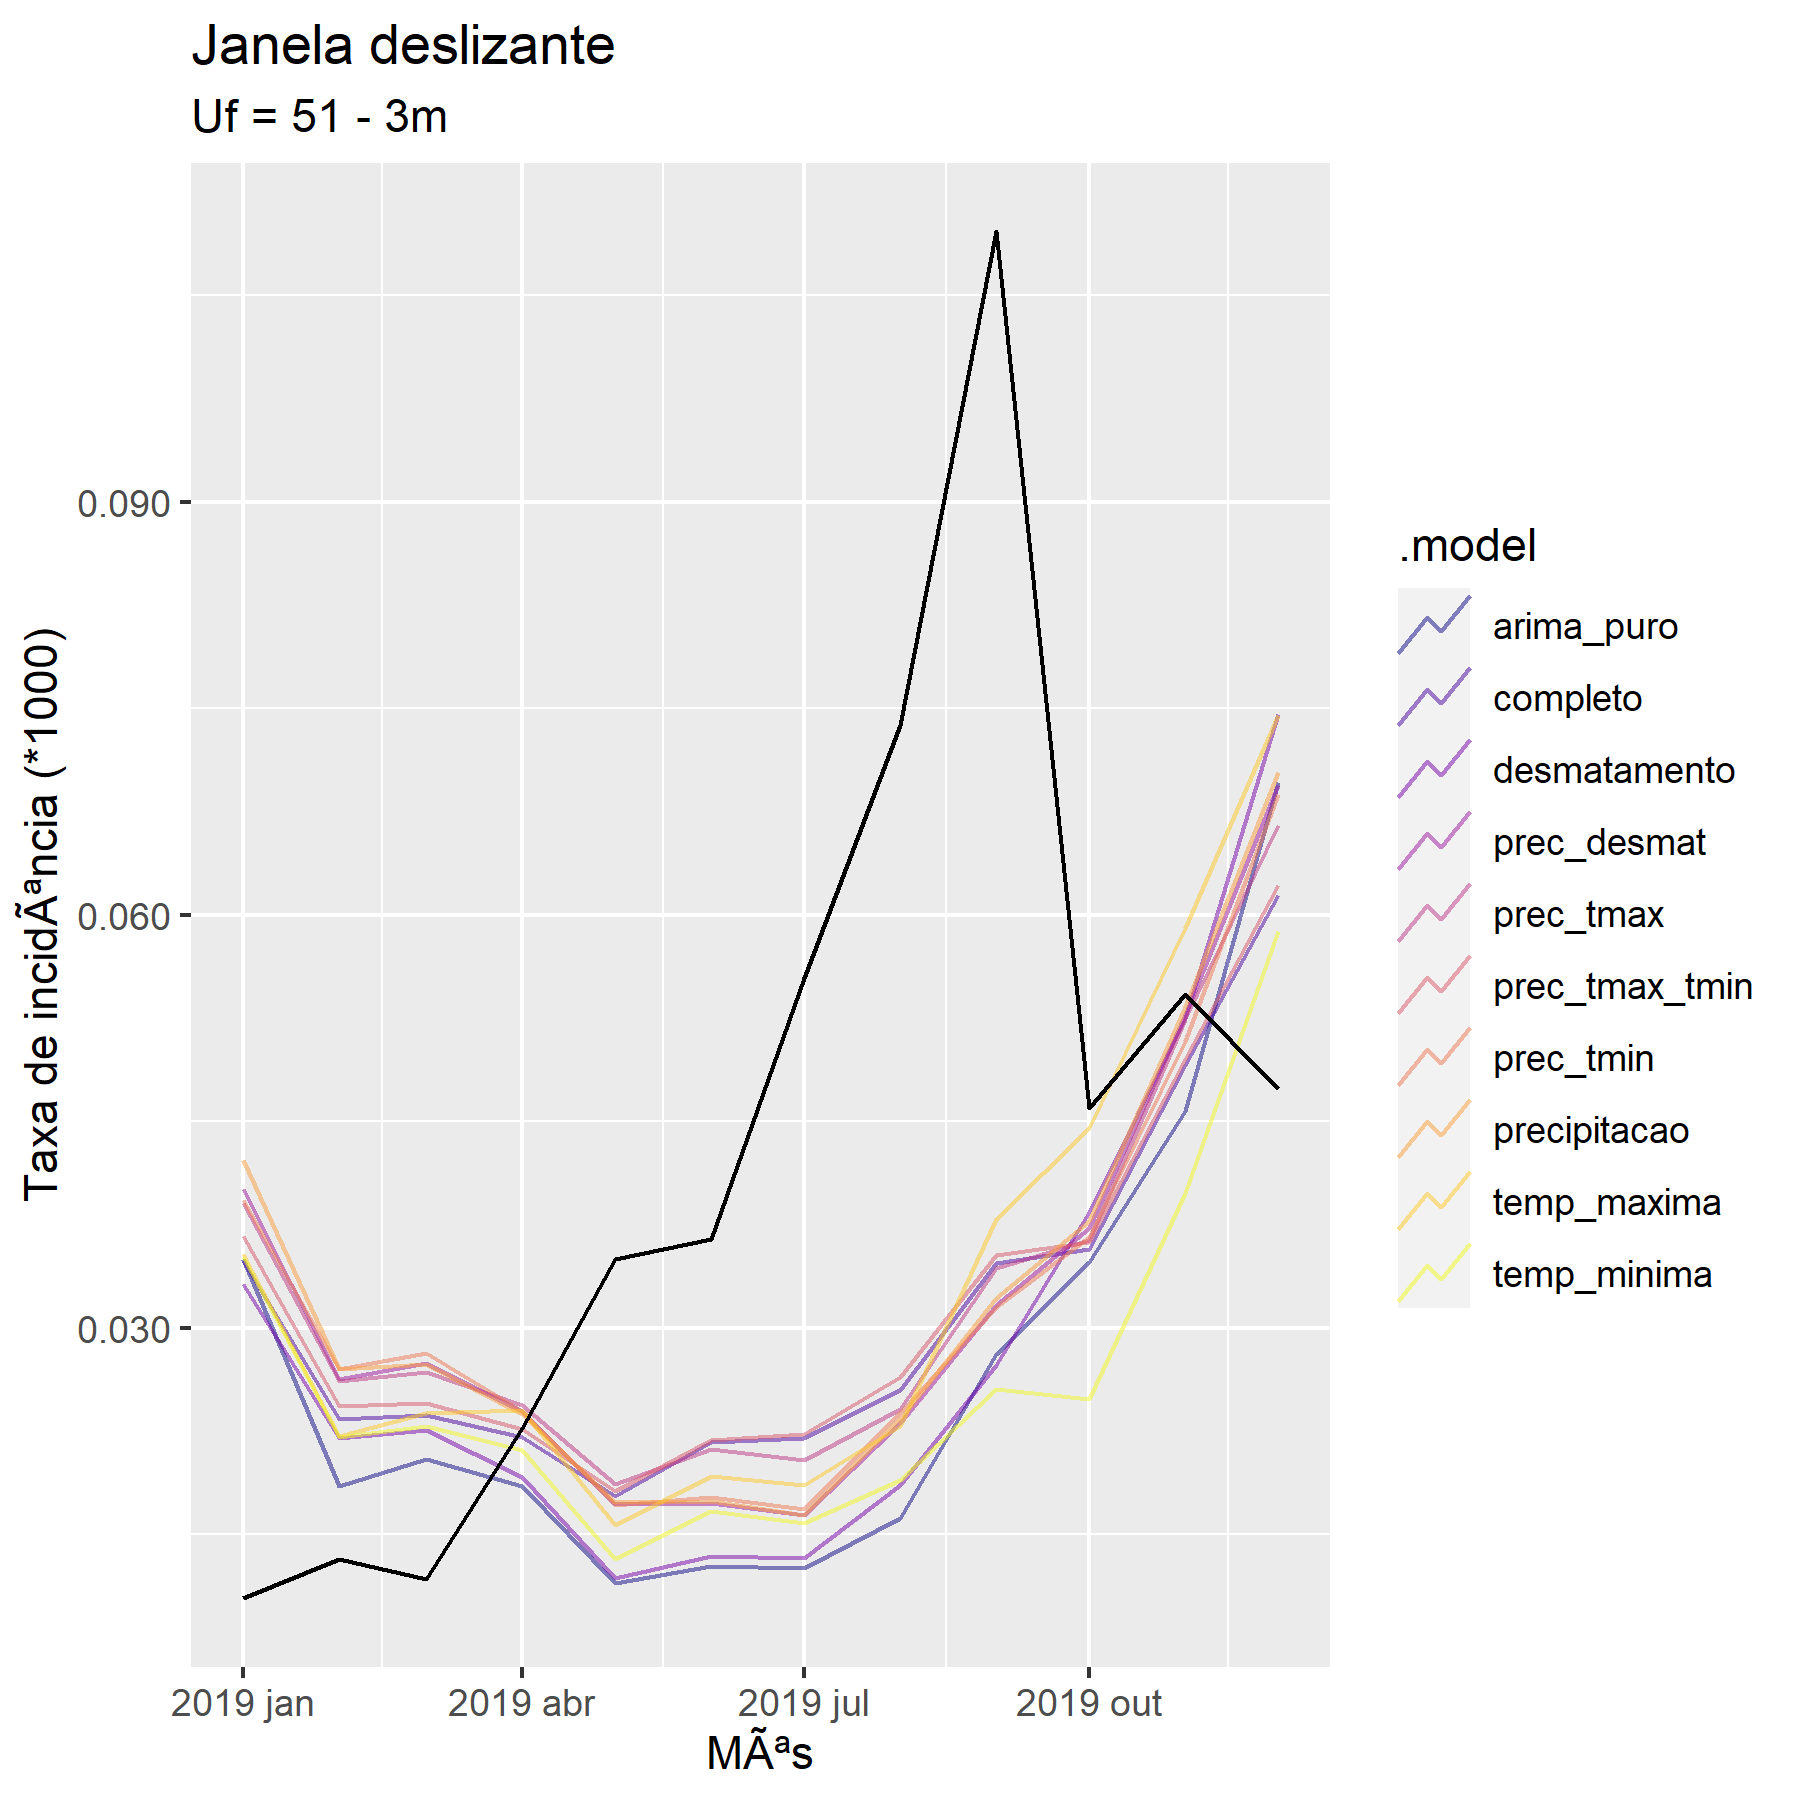 Janela deslizante
Uf = 51 - 3m
Taxa de incidÃªncia (*1000)
0.090
0.060
0.030
2019 jan
2019 abr
2019 jul
2019 out
MÃªs
.model
arima_puro
completo
desmatamento
prec_desmat
prec_tmax
prec_tmax_tmin
prec_tmin
precipitacao
temp_maxima
temp_minima